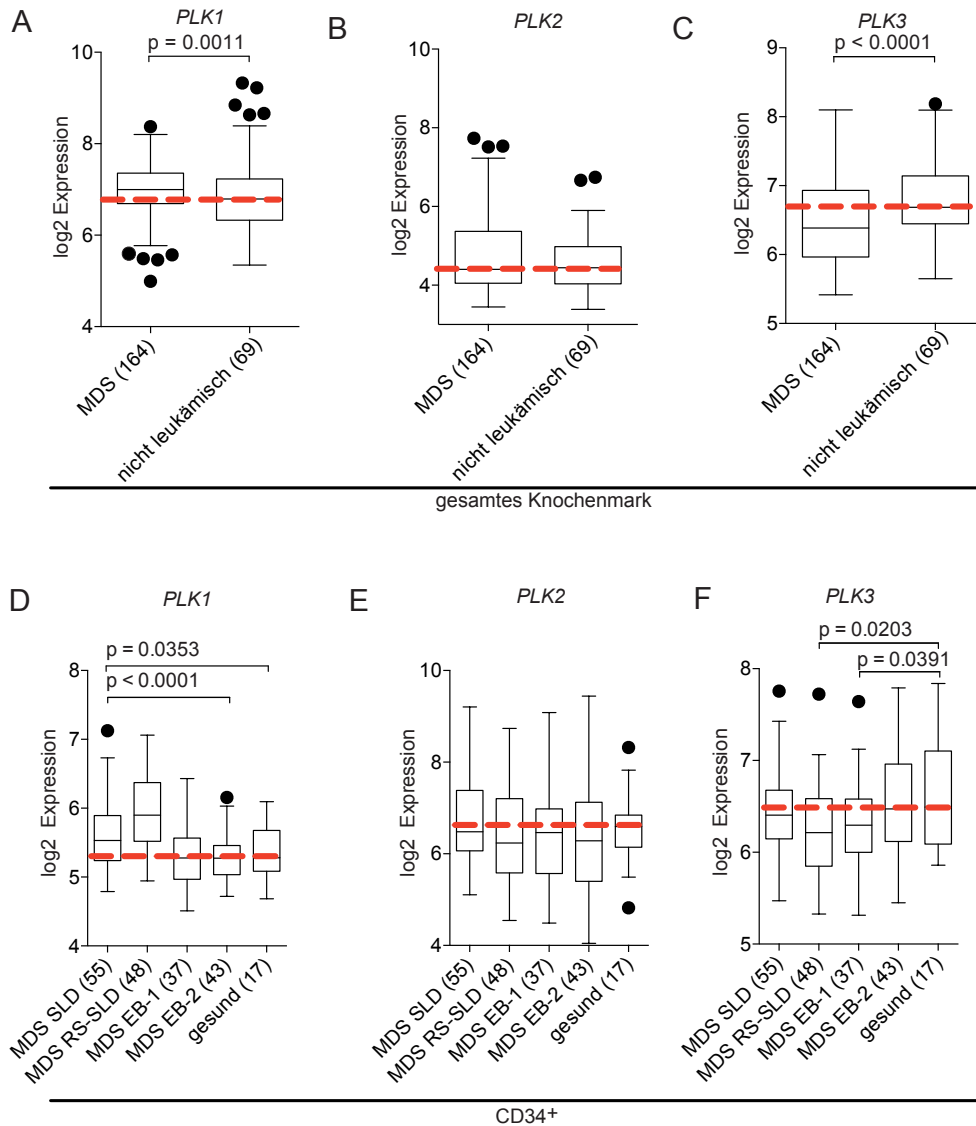 A
PLK1
p = 0.0011
10
8
6
4
log2 Expression
MDS (164)
nicht leukämisch (69)
B
PLK2
10
8
6
4
log2 Expression
MDS (164)
nicht leukämisch (69)
C
PLK3
p < 0.0001
9
8
7
6
5
log2 Expression
MDS (164)
nicht leukämisch (69)
gesamtes Knochenmark
D
PLK1
p = 0.0353
p < 0.0001
8
7
6
5
4
log2 Expression
MDS SLD (55)
MDS RS-SLD (48)
MDS EB-1 (37)
MDS EB-2 (43)
gesund (17)
E
PLK2
10
8
6
4
log2 Expression
MDS SLD (55)
MDS RS-SLD (48)
MDS EB-1 (37)
MDS EB-2 (43)
gesund (17)
F
PLK3
p = 0.0203
p = 0.0391
8
7
6
5
log2 Expression
MDS SLD (55)
MDS RS-SLD (48)
MDS EB-1 (37)
MDS EB-2 (43)
gesund (17)
CD34+